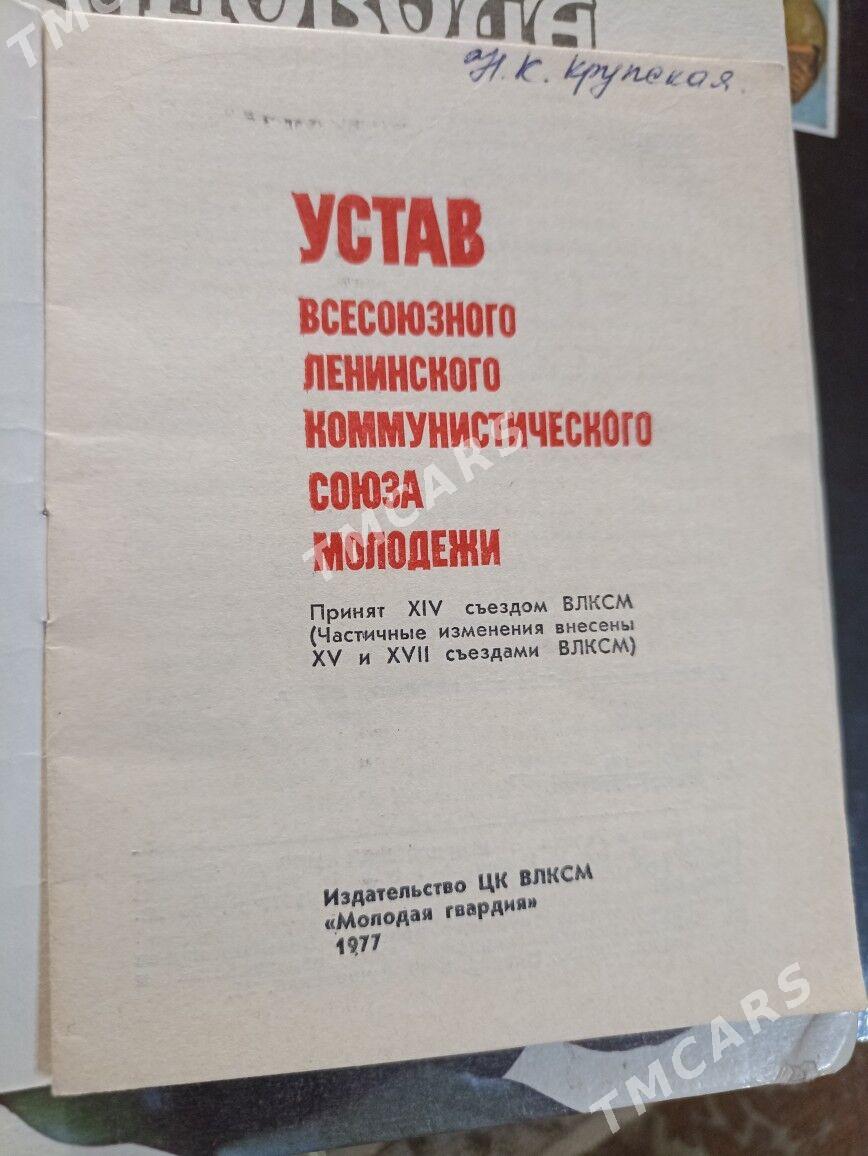 Н.К. Крупская.
УСТАВ
ВСЕСОЮЗНОГО
ЛЕНИНСКОГО
КОММУНИСТИЧЕСКОГО
СОЮЗА
МОЛОДЕЖИ
Принят XIV съездом ВЛКСМ
(Частичные изменения внесены
XV и XVII съездами ВЛКСМ)
Издательство ЦК ВЛКСМ
«Молодая гвардия»
1977
TMCARS
TMCARS
TMCARS